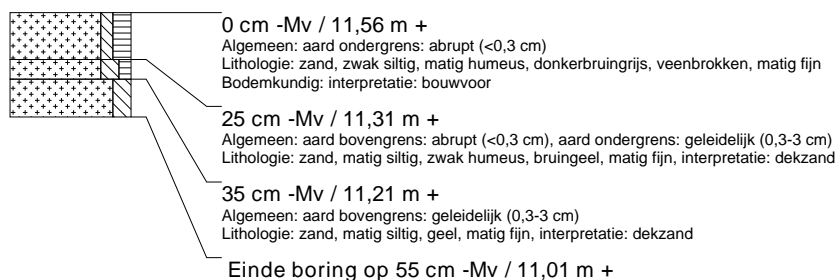 0 cm -Mv / 11,56 m +
Algemeen: aard ondergrens: abrupt (<0,3 cm)
Lithologie: zand, zwak siltig, matig humeus, donkerbruingrijs, veenbrokken, matig fijn
Bodemkundig: interpretatie: bouwvoor
25 cm -Mv / 11,31 m +
Algemeen: aard bovengrens: abrupt (<0,3 cm), aard ondergrens: geleidelijk (0,3-3 cm)
Lithologie: zand, matig siltig, zwak humeus, bruingeel, matig fijn, interpretatie: dekzand
35 cm -Mv / 11,21 m +
Algemeen: aard bovengrens: geleidelijk (0,3-3 cm)
Lithologie: zand, matig siltig, geel, matig fijn, interpretatie: dekzand
Einde boring op 55 cm -Mv / 11,01 m +